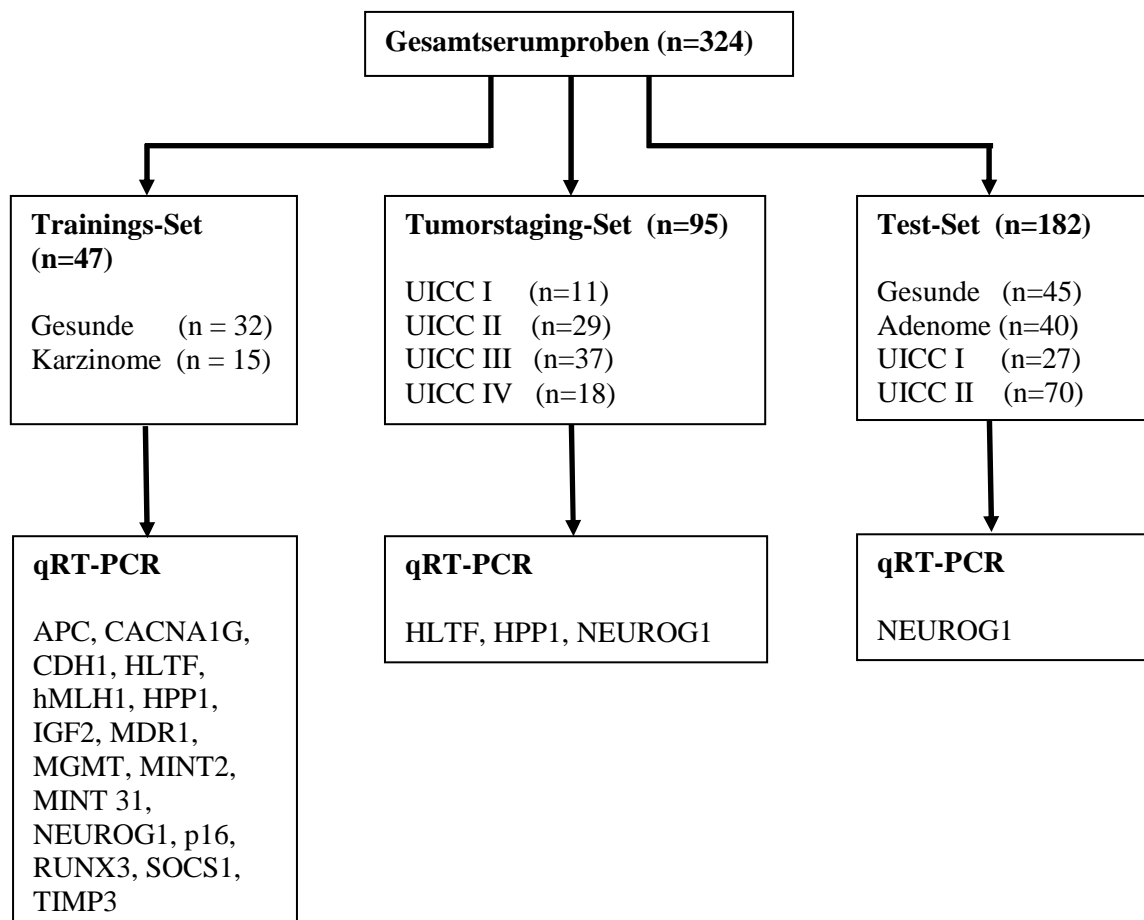 Gesamtserumproben (n=324)
Trainings-Set
(n=47)
Gesunde (n = 32)
Karzinome (n = 15)
Tumorstaging-Set (n=95)
UICC I (n=11)
UICC II (n=29)
UICC III (n=37)
UICC IV (n=18)
Test-Set (n=182)
Gesunde (n=45)
Adenome (n=40)
UICC I (n=27)
UICC II (n=70)
qRT-PCR
APC, CACNA1G,
CDH1, HLTF,
hMLH1, HPP1,
IGF2, MDR1,
MGMT, MINT2,
MINT 31,
NEUROG1, p16,
RUNX3, SOCS1,
TIMP3
qRT-PCR
HLTF, HPP1, NEUROG1
qRT-PCR
NEUROG1